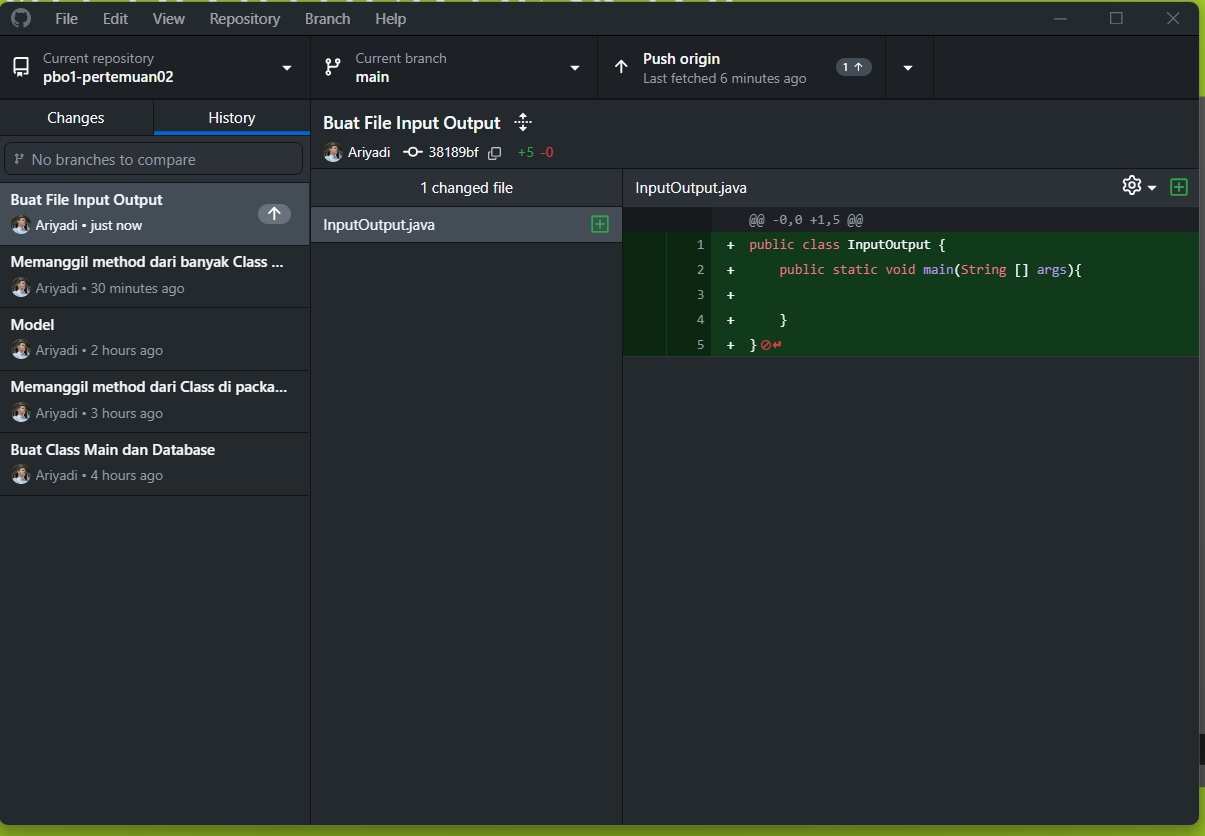 File Edit View Repository Branch Help
Current repository
pbo1-pertemuan02
Current branch
main
Push origin
Last fetched 6 minutes ago
1
Changes
History
No branches to compare
Buat File Input Output
Ariyadi • just now
Memanggil method dari banyak Class ...
Ariyadi • 30 minutes ago
Model
Ariyadi • 2 hours ago
Memanggil method dari Class di packa...
Ariyadi • 3 hours ago
Buat Class Main dan Database
Ariyadi • 4 hours ago
Buat File Input Output
Ariyadi 38189bf +5 -0
1 changed file
InputOutput.java
InputOutput.java
@@ -0,0 +1,5 @@
1 + public class InputOutput {
2 + public static void main(String [] args){
3 +
4 + }
5 + }